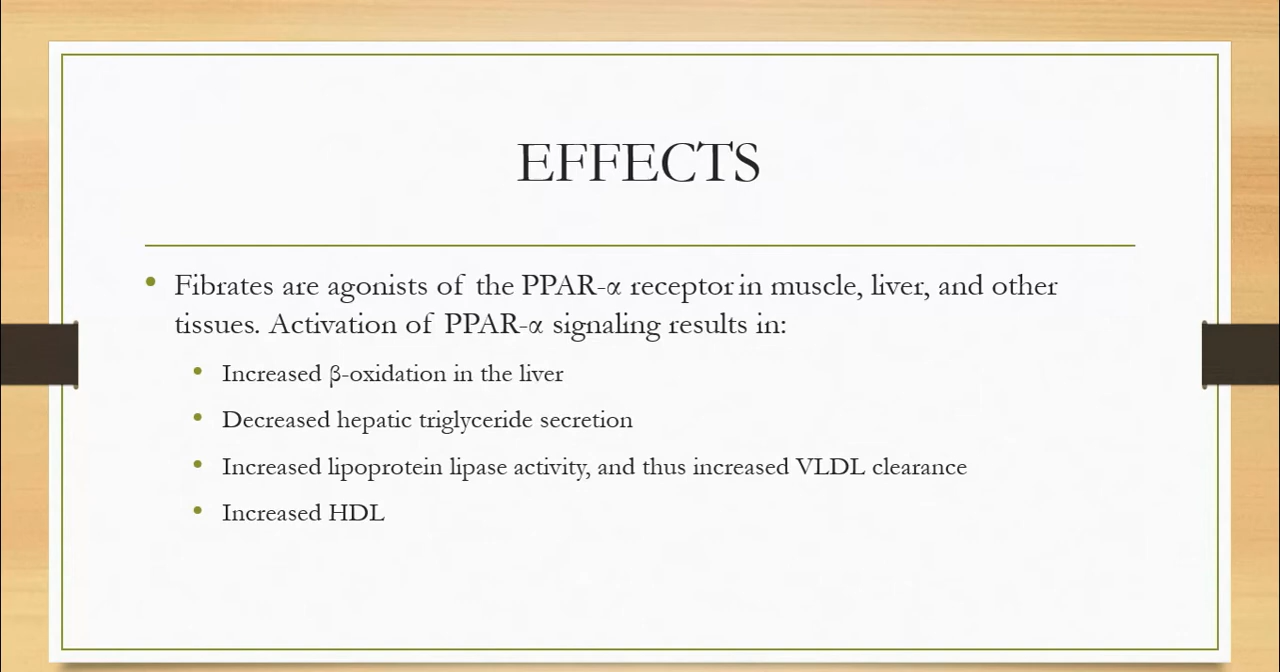 EFFECTS
• Fibrates are agonists of the PPAR-α receptor in muscle, liver, and other
tissues. Activation of PPAR-α signaling results in:
• Increased β-oxidation in the liver
• Decreased hepatic triglyceride secretion
• Increased lipoprotein lipase activity, and thus increased VLDL clearance
• Increased HDL